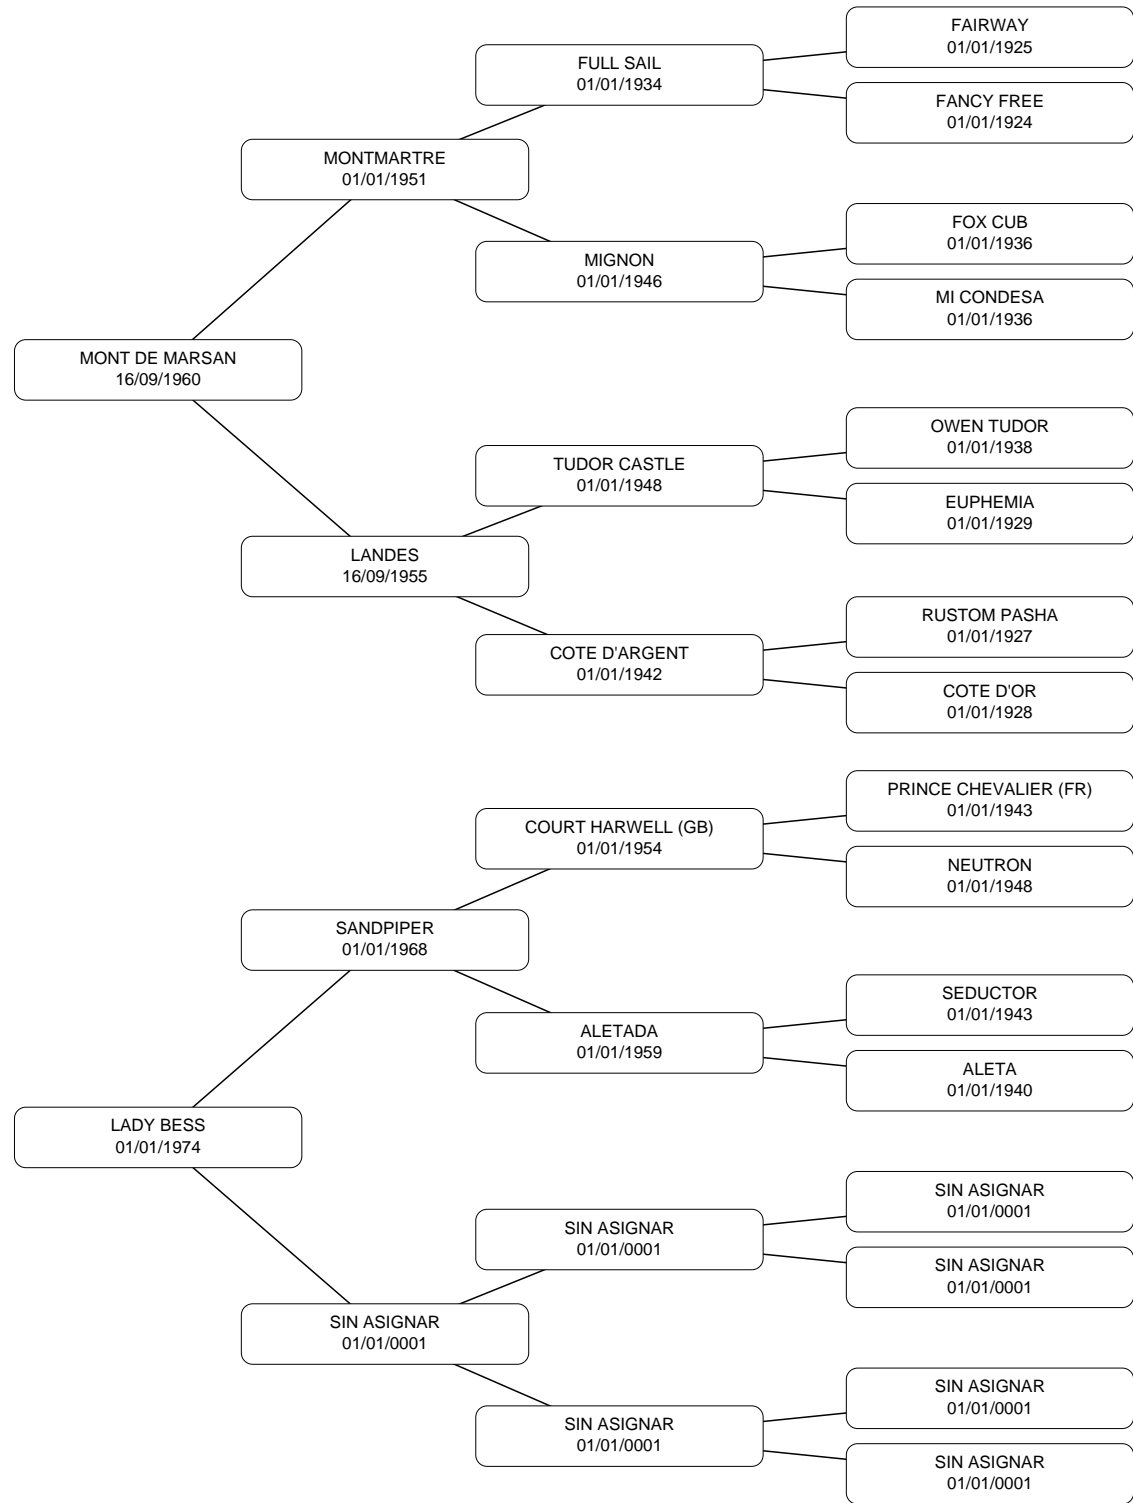 FAIRWAY
01/01/1925
FULL SAIL
01/01/1934
FANCY FREE
01/01/1924
MONTMARTRE
01/01/1951
FOX CUB
01/01/1936
MIGNON
01/01/1946
MI CONDESA
01/01/1936
MONT DE MARSAN
16/09/1960
OWEN TUDOR
01/01/1938
TUDOR CASTLE
01/01/1948
EUPHEMIA
01/01/1929
LANDES
16/09/1955
RUSTOM PASHA
01/01/1927
COTE D'ARGENT
01/01/1942
COTE D'OR
01/01/1928
PRINCE CHEVALIER (FR)
01/01/1943
COURT HARWELL (GB)
01/01/1954
NEUTRON
01/01/1948
SANDPIPER
01/01/1968
SEDUCTOR
01/01/1943
ALETADA
01/01/1959
ALETA
01/01/1940
LADY BESS
01/01/1974
SIN ASIGNAR
01/01/0001
SIN ASIGNAR
01/01/0001
SIN ASIGNAR
01/01/0001
SIN ASIGNAR
01/01/0001
SIN ASIGNAR
01/01/0001
SIN ASIGNAR
01/01/0001
SIN ASIGNAR
01/01/0001